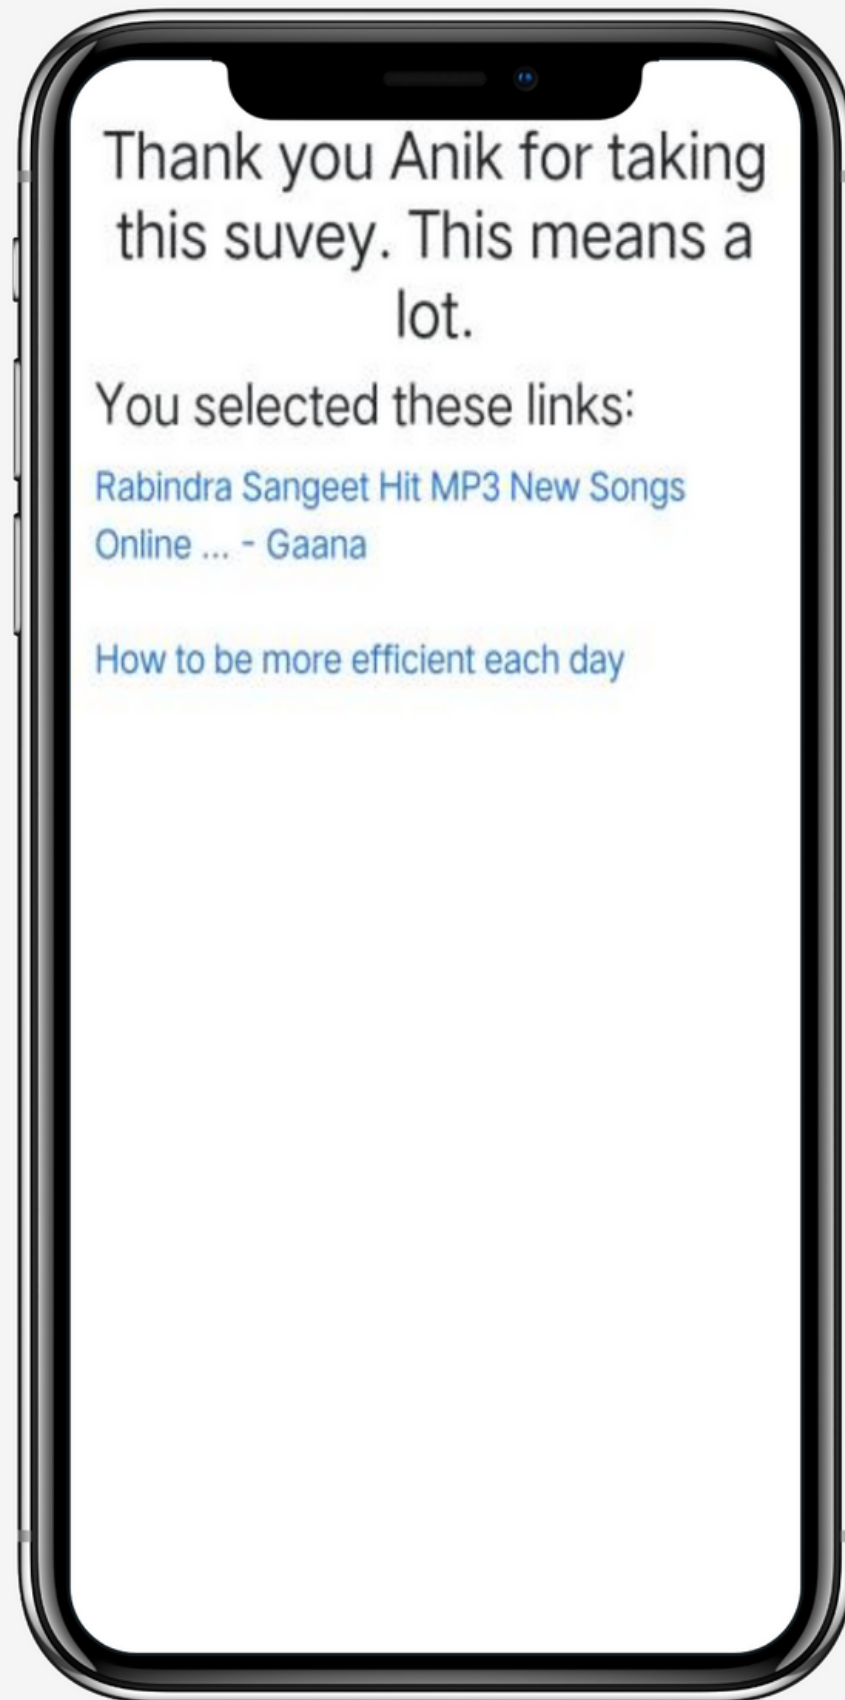 Thank you Anik for taking
this suvey. This means a
lot.
You selected these links:
Rabindra Sangeet Hit MP3 New Songs
Online ... - Gaana
How to be more efficient each day